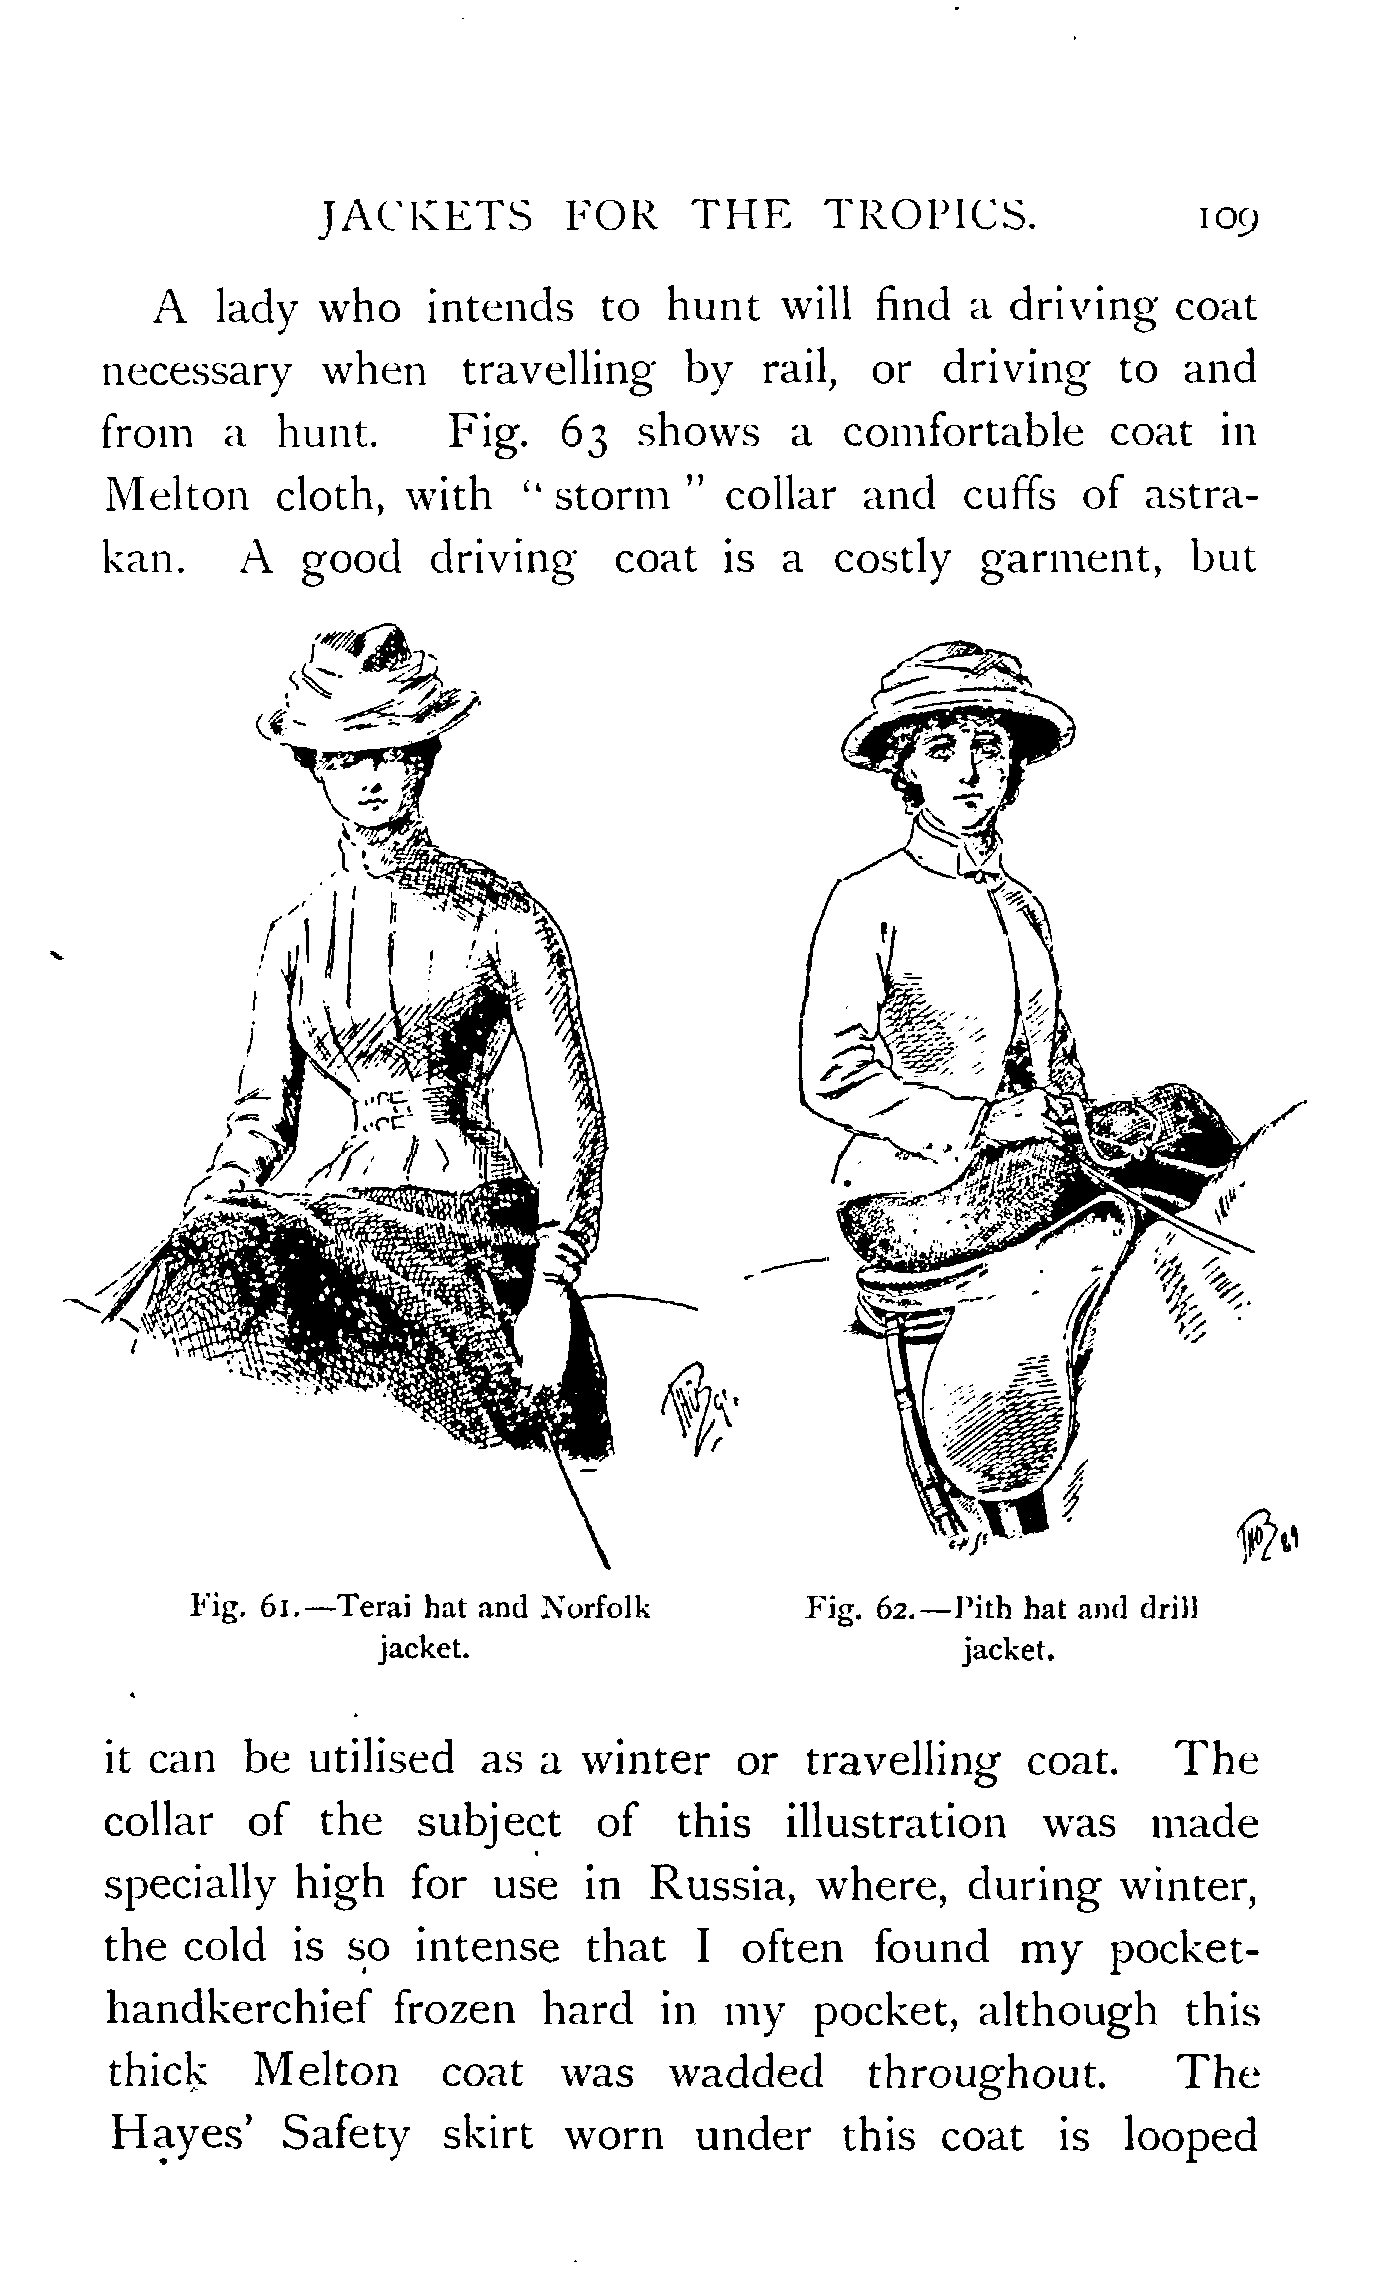 JACKETS FOR THE TROPICS. 109
A lady who intends to hunt will find a driving coat
necessary when travelling by rail, or driving to and
from a hunt. Fig. 63 shows a comfortable coat in
Melton cloth, with “ storm ” collar and cuffs of astra-
kan. A good driving coat is a costly garment, but
Fig. 61.—Terai hat and Norfolk
jacket.
Fig. 62.—Pith hat and drill
jacket.
it can be utilised as a winter or travelling coat. The
collar of the subject of this illustration was made
specially high for use in Russia, where, during winter,
the cold is so intense that I often found my pocket-
handkerchief frozen hard in my pocket, although this
thick Melton coat was wadded throughout. The
Hayes’ Safety skirt worn under this coat is looped